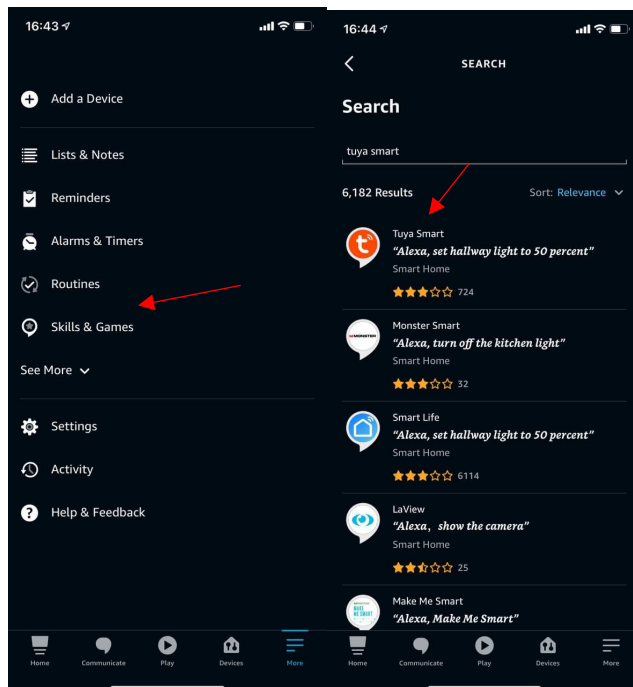 16:43
Add a Device
Lists & Notes
Reminders
Alarms & Timers
Routines
Skills & Games
See More
Settings
Activity
Help & Feedback
Home Communicate Play Devices More
16:44
SEARCH
Search
tuya smart
6,182 Results Sort: Relevance
Tuya Smart
“Alexa, set hallway light to 50 percent”
Smart Home
724
Monster Smart
“Alexa, turn off the kitchen light”
Smart Home
32
MONSTER
Smart Life
“Alexa, set hallway light to 50 percent”
Smart Home
6114
LaView
“Alexa, show the camera”
Smart Home
25
Make Me Smart
“Alexa, Make Me Smart”
MAKE
ME SMART
Home Communicate Play Devices More